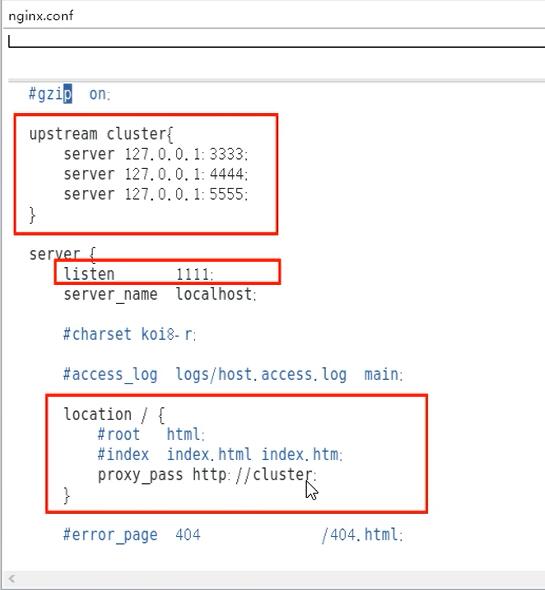 nginx.conf
#gzip on;
upstream cluster{
server 127.0.0.1:3333;
server 127.0.0.1:4444;
server 127.0.0.1:5555;
}
server {
listen 1111;
server_name localhost;
#charset koi8-r;
#access_log logs/host.access.log main;
location / {
#root html;
#index index.html index.htm;
proxy_pass http://cluster;
}
#error_page 404 /404.html;